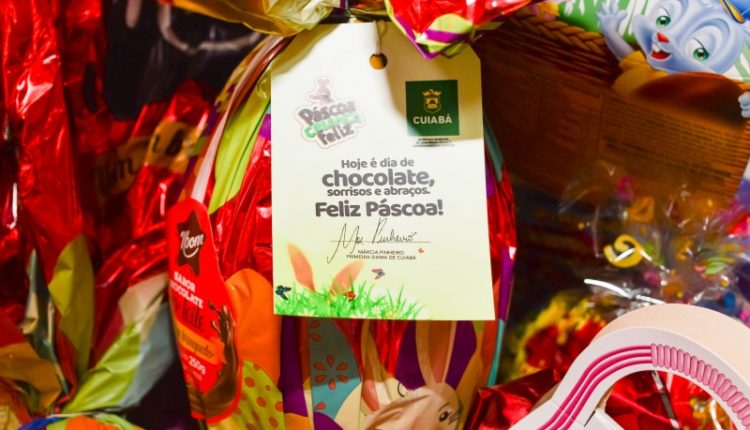 Páscoa
Feliz
CUIABÁ
Hoje é dia de
chocolate,
sorrisos e abraços.
Feliz Páscoa!
MÁRCIA PINHEIRO
PRIMEIRA-DAMA DE CUIABÁ
SABOR
CHOCOLATE
250g